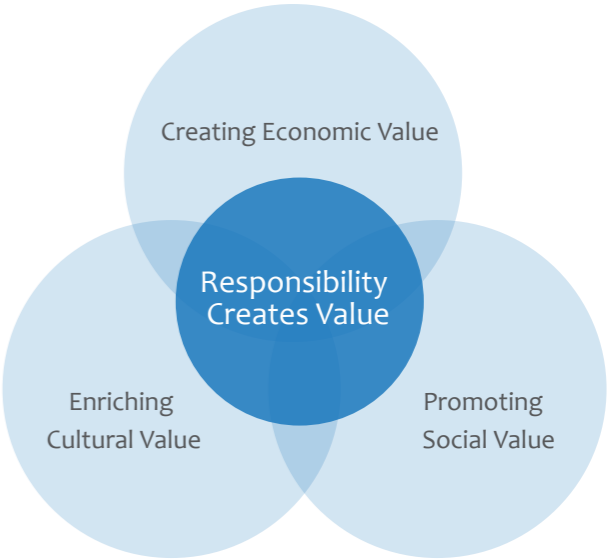 Creating Economic Value
Responsibility
Creates Value
Enriching
Cultural Value
Promoting
Social Value